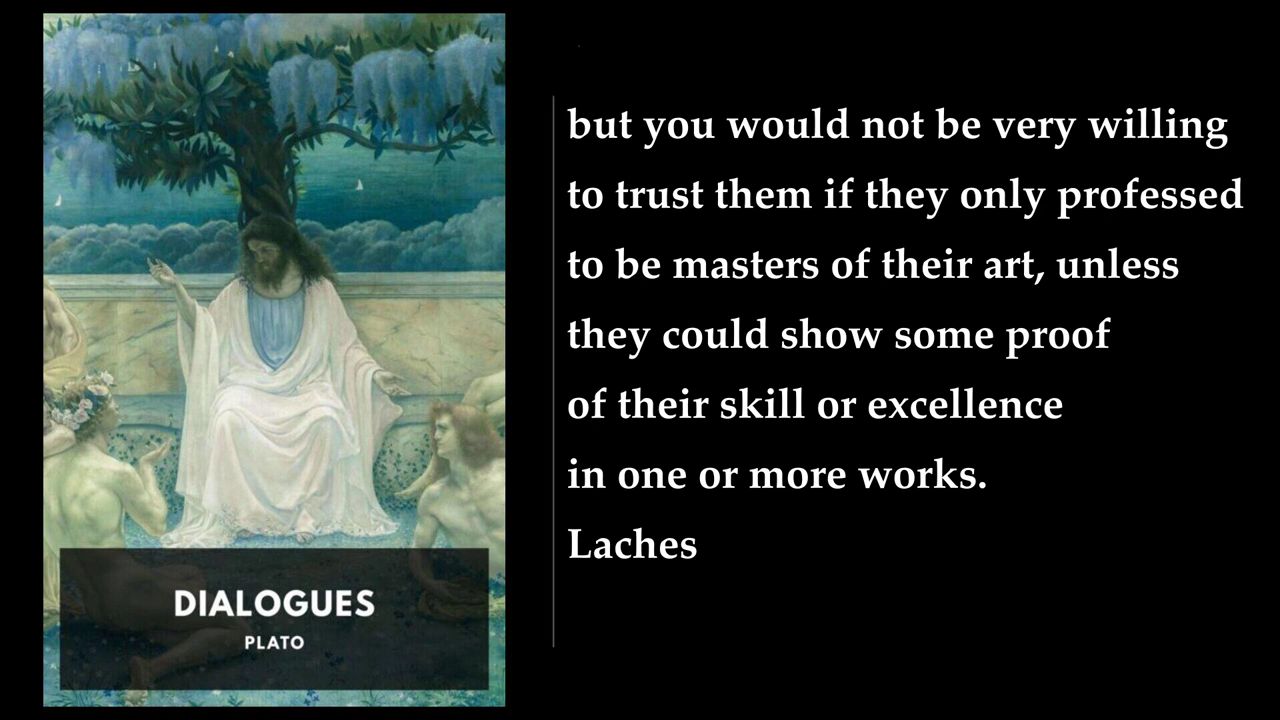 DIALOGUES
PLATO
but you would not be very willing
to trust them if they only professed
to be masters of their art, unless
they could show some proof
of their skill or excellence
in one or more works.
Laches